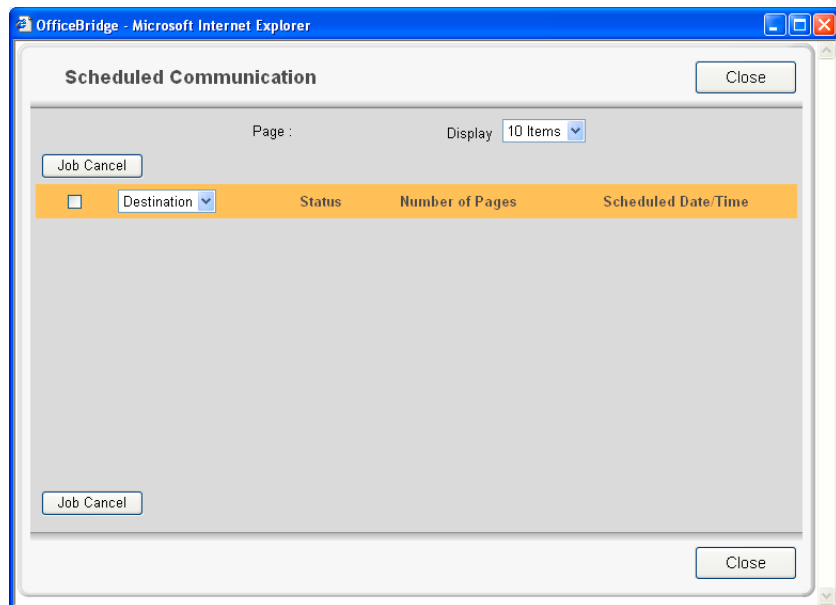 OfficeBridge - Microsoft Internet Explorer
Scheduled Communication Close
Page : Display 10 Items
Job Cancel
Destination Status Number of Pages Scheduled Date/Time
Job Cancel
Close